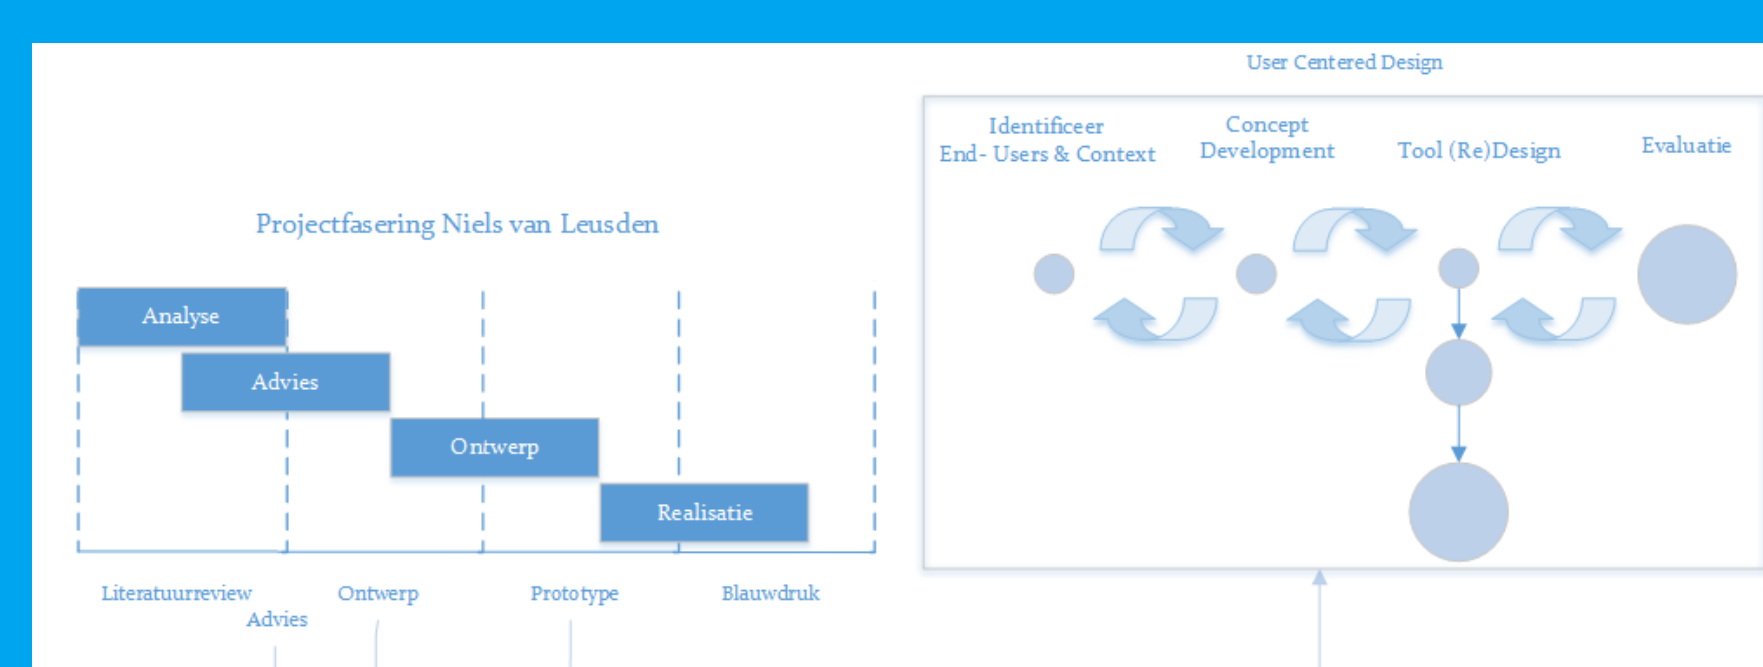 User Centered Design
Identificeer
End- Users & Context
Concept
Development
Tool (Re)Design
Evaluatie
Projectfasering Niels van Leusden
Analyse
Advies
Ontwerp
Realisatie
Literatuurreview
Advies
Ontwerp
Prototype
Blauwdruk